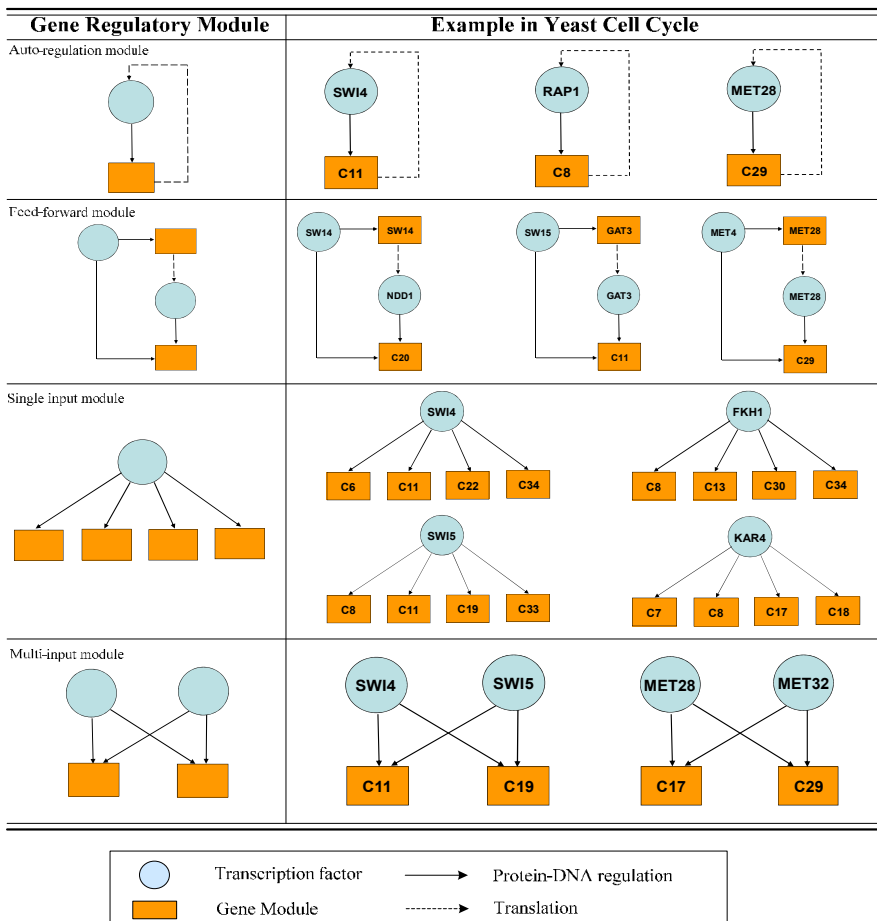 Gene Regulatory Module Example in Yeast Cell Cycle
Auto-regulation module
SWI4 RAP1 MET28
C11 C8 C29
Feed-forward module
SW14 SW14 SW15 GAT3 MET4 MET28
NDD1 GAT3 MET28
C20 C11 C29
Single input module
SWI4 FKH1
C6 C11 C22 C34 C8 C13 C30 C34
SWI5 KAR4
C8 C11 C19 C33 C7 C8 C17 C18
Multi-input module
SWI4 SWI5 MET28 MET32
C11 C19 C17 C29
Transcription factor Protein-DNA regulation
Gene Module Translation